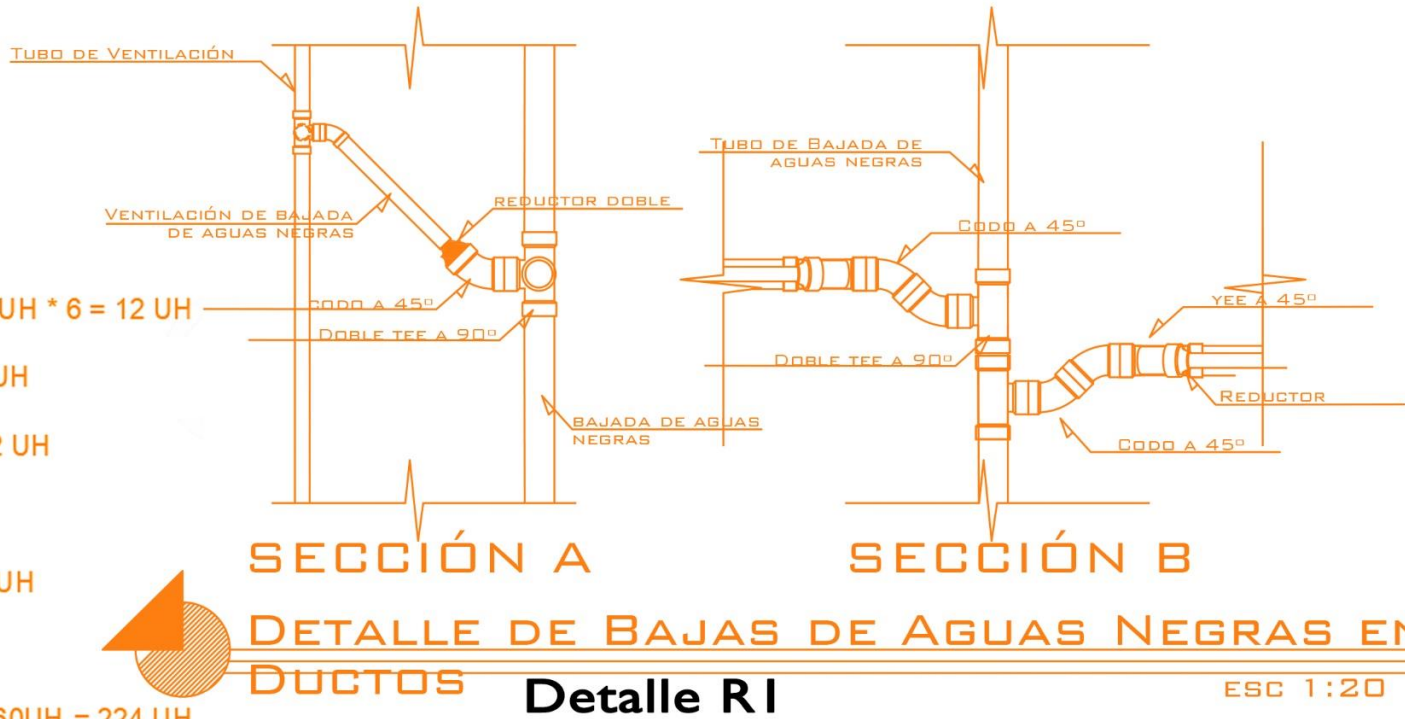 TUBO DE VENTILACIÓN
VENTILACIÓN DE BAJADA
DE AGUAS NEGRAS
REDUCTOR DOBLE
UH * 6 = 12 UH
CODO A 45º
DOBLE TEE A 90º
UH
UH
BAJADA DE AGUAS
NEGRAS
UH
SECCIÓN A
TUBO DE BAJADA DE
AGUAS NEGRAS
CODO A 45º
YEE A 45º
DOBLE TEE A 90º
REDUCTOR
CODO A 45º
SECCIÓN B
DETALLE DE BAJAS DE AGUAS NEGRAS EN
DUCTOS
Detalle R1
ESC 1:20
60UH = 224 UH